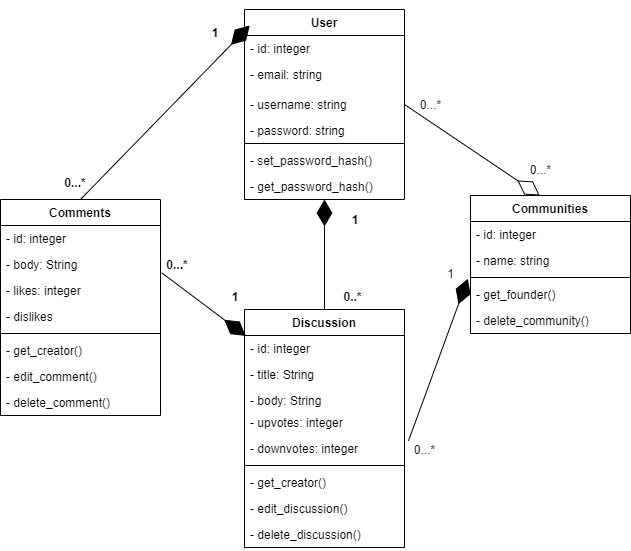 User
- id: integer
- email: string
- username: string
- password: string
- set_password_hash()
- get_password_hash()
1
0...*
0...*
0...*
Comments
- id: integer
- body: String
- likes: integer
- dislikes
- get_creator()
- edit_comment()
- delete_comment()
Communities
- id: integer
- name: string
- get_founder()
- delete_community()
1
0..*
0...*
1
1
0...*
Discussion
- id: integer
- title: String
- body: String
- upvotes: integer
- downvotes: integer
- get_creator()
- edit_discussion()
- delete_discussion()